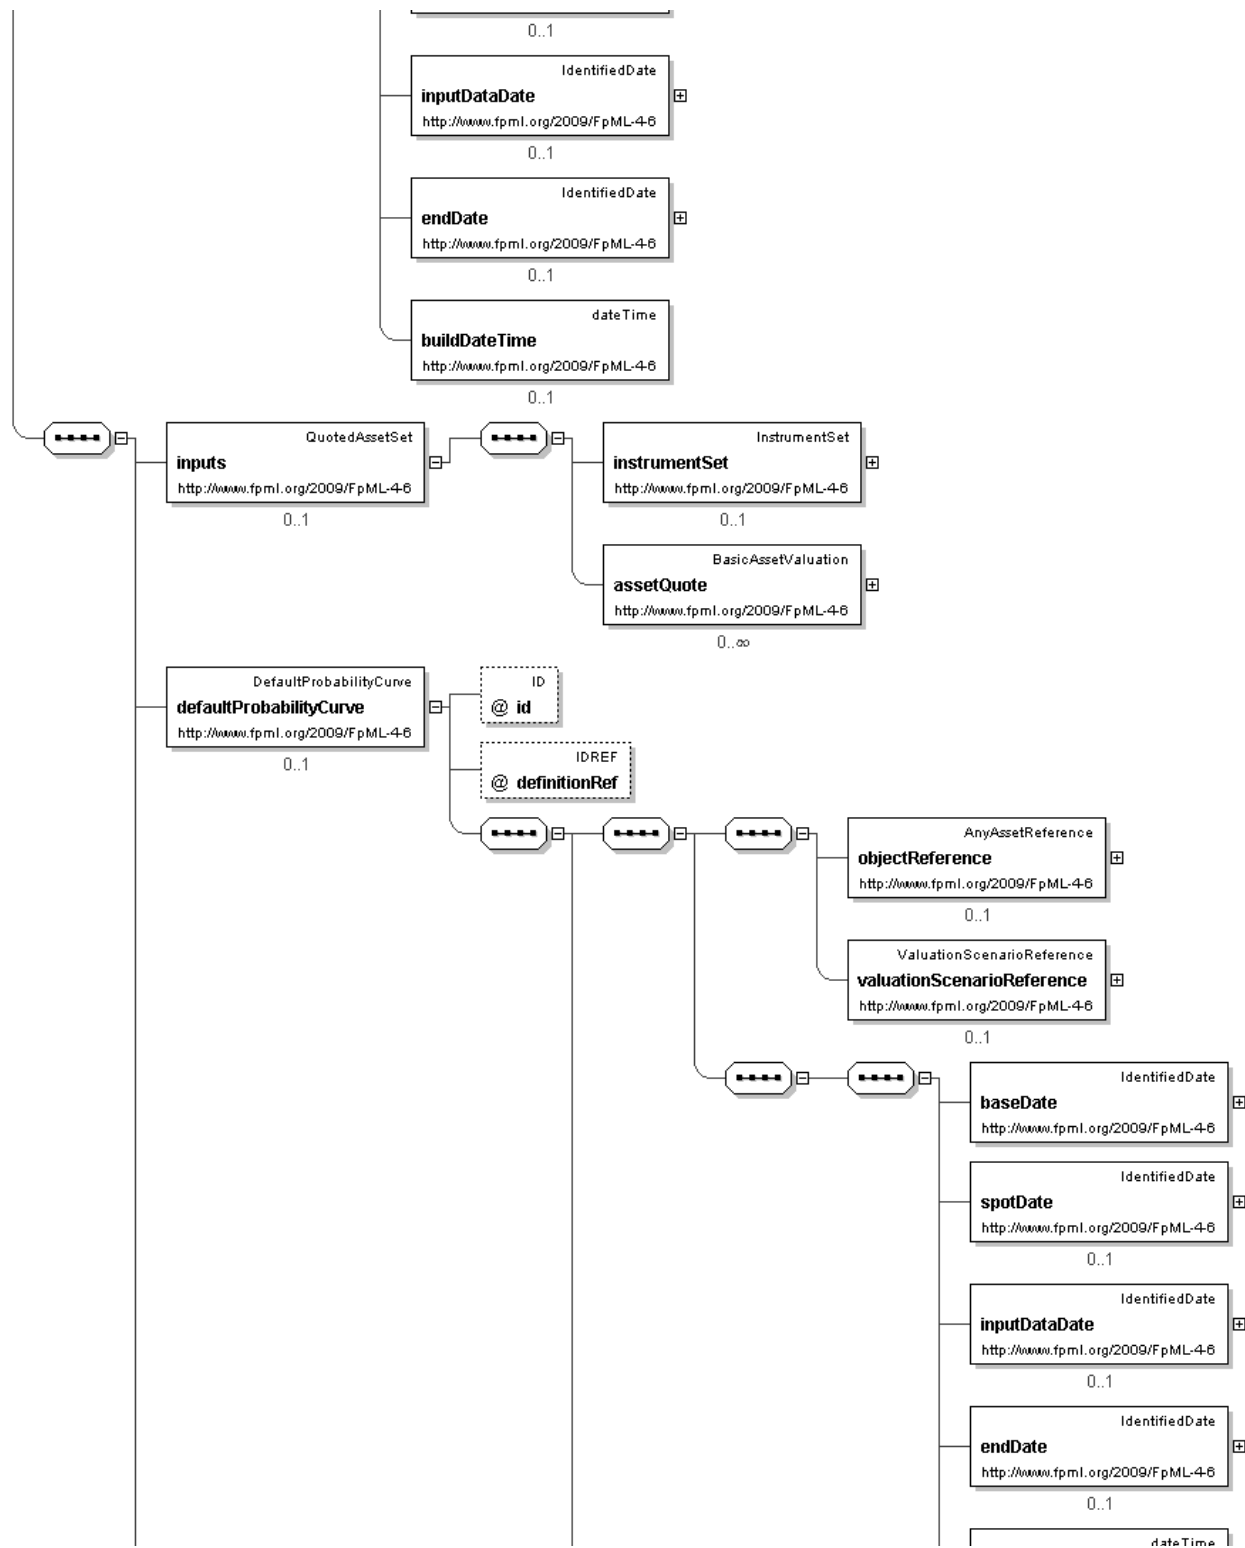 0..1
IdentifiedDate
inputDataDate
http://www.fpml.org/2009/FpML-4-6
0..1
IdentifiedDate
endDate
http://www.fpml.org/2009/FpML-4-6
0..1
dateTime
buildDateTime
http://www.fpml.org/2009/FpML-4-6
0..1
QuotedAssetSet
inputs
http://www.fpml.org/2009/FpML-4-6
0..1
InstrumentSet
instrumentSet
http://www.fpml.org/2009/FpML-4-6
0..1
BasicAssetValuation
assetQuote
http://www.fpml.org/2009/FpML-4-6
0..∞
DefaultProbabilityCurve
defaultProbabilityCurve
http://www.fpml.org/2009/FpML-4-6
0..1
ID
@ id
IDREF
@ definitionRef
AnyAssetReference
objectReference
http://www.fpml.org/2009/FpML-4-6
0..1
ValuationScenarioReference
valuationScenarioReference
http://www.fpml.org/2009/FpML-4-6
0..1
IdentifiedDate
baseDate
http://www.fpml.org/2009/FpML-4-6
IdentifiedDate
spotDate
http://www.fpml.org/2009/FpML-4-6
0..1
IdentifiedDate
inputDataDate
http://www.fpml.org/2009/FpML-4-6
0..1
IdentifiedDate
endDate
http://www.fpml.org/2009/FpML-4-6
0..1
dateTime